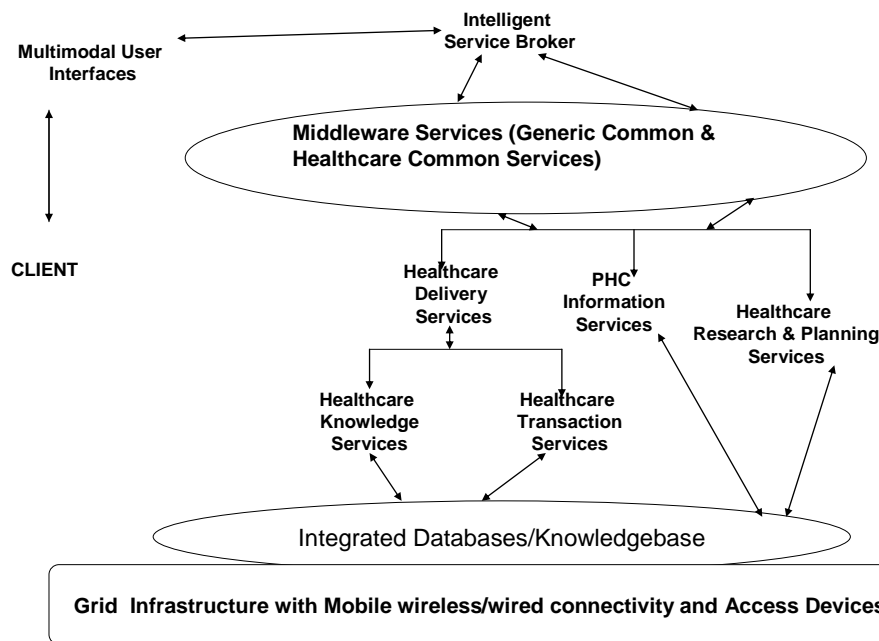 Intelligent
Service Broker
Multimodal User
Interfaces
Middleware Services (Generic Common &
Healthcare Common Services)
CLIENT
Healthcare
Delivery
Services
PHC
Information
Services
Healthcare
Research & Planning
Services
Healthcare
Knowledge
Services
Healthcare
Transaction
Services
Integrated Databases/Knowledgebase
Grid Infrastructure with Mobile wireless/wired connectivity and Access Devices